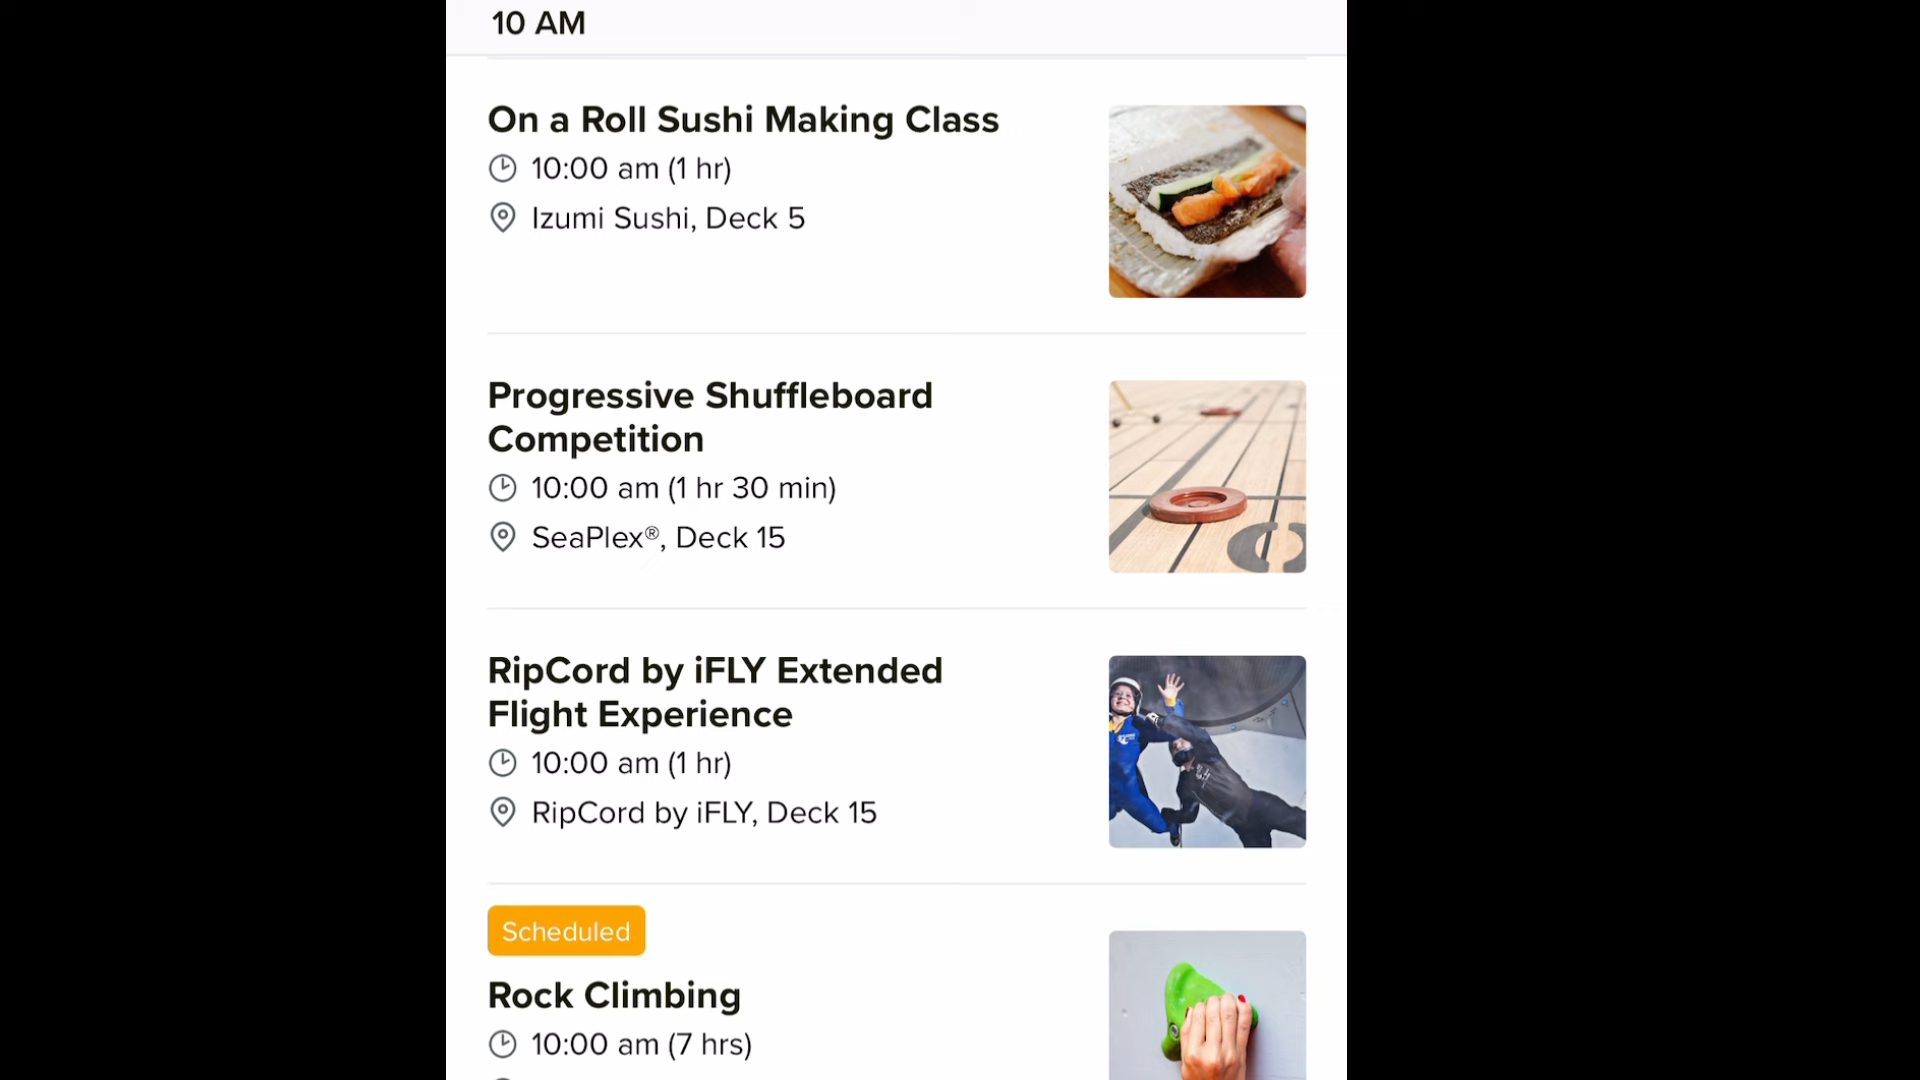 10 AM
On a Roll Sushi Making Class
10:00 am (1 hr)
Izumi Sushi, Deck 5
Progressive Shuffleboard
Competition
10:00 am (1 hr 30 min)
SeaPlex®, Deck 15
RipCord by iFLY Extended
Flight Experience
10:00 am (1 hr)
RipCord by iFLY, Deck 15
Scheduled
Rock Climbing
10:00 am (7 hrs)